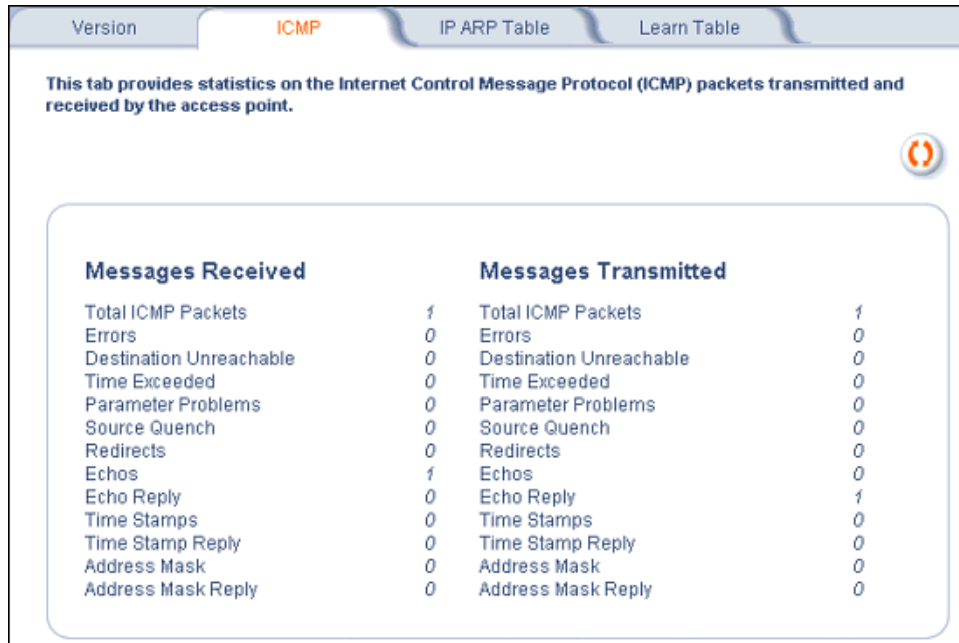 Version ICMP IP ARP Table Learn Table
This tab provides statistics on the Internet Control Message Protocol (ICMP) packets transmitted and
received by the access point.
Messages Received Messages Transmitted
Total ICMP Packets 1 Total ICMP Packets 1
Errors 0 Errors 0
Destination Unreachable 0 Destination Unreachable 0
Time Exceeded 0 Time Exceeded 0
Parameter Problems 0 Parameter Problems 0
Source Quench 0 Source Quench 0
Redirects 0 Redirects 0
Echos 1 Echos 0
Echo Reply 0 Echo Reply 1
Time Stamps 0 Time Stamps 0
Time Stamp Reply 0 Time Stamp Reply 0
Address Mask 0 Address Mask 0
Address Mask Reply 0 Address Mask Reply 0